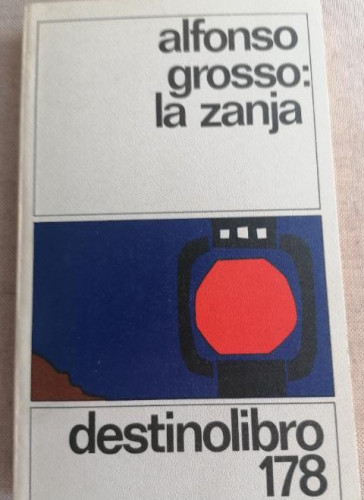 alfonso
grosso:
la zanja
destinolibro
178